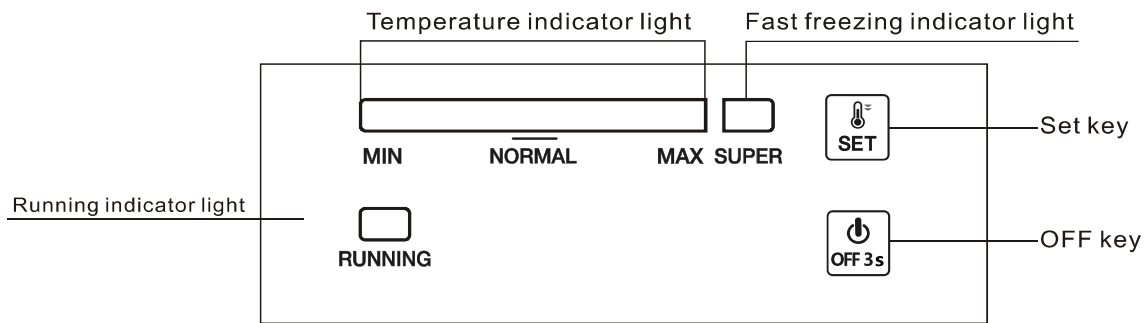 Temperature indicator light
Fast freezing indicator light
MIN
NORMAL
MAX
SUPER
SET
Set key
Running indicator light
RUNNING
OFF 3s
OFF key